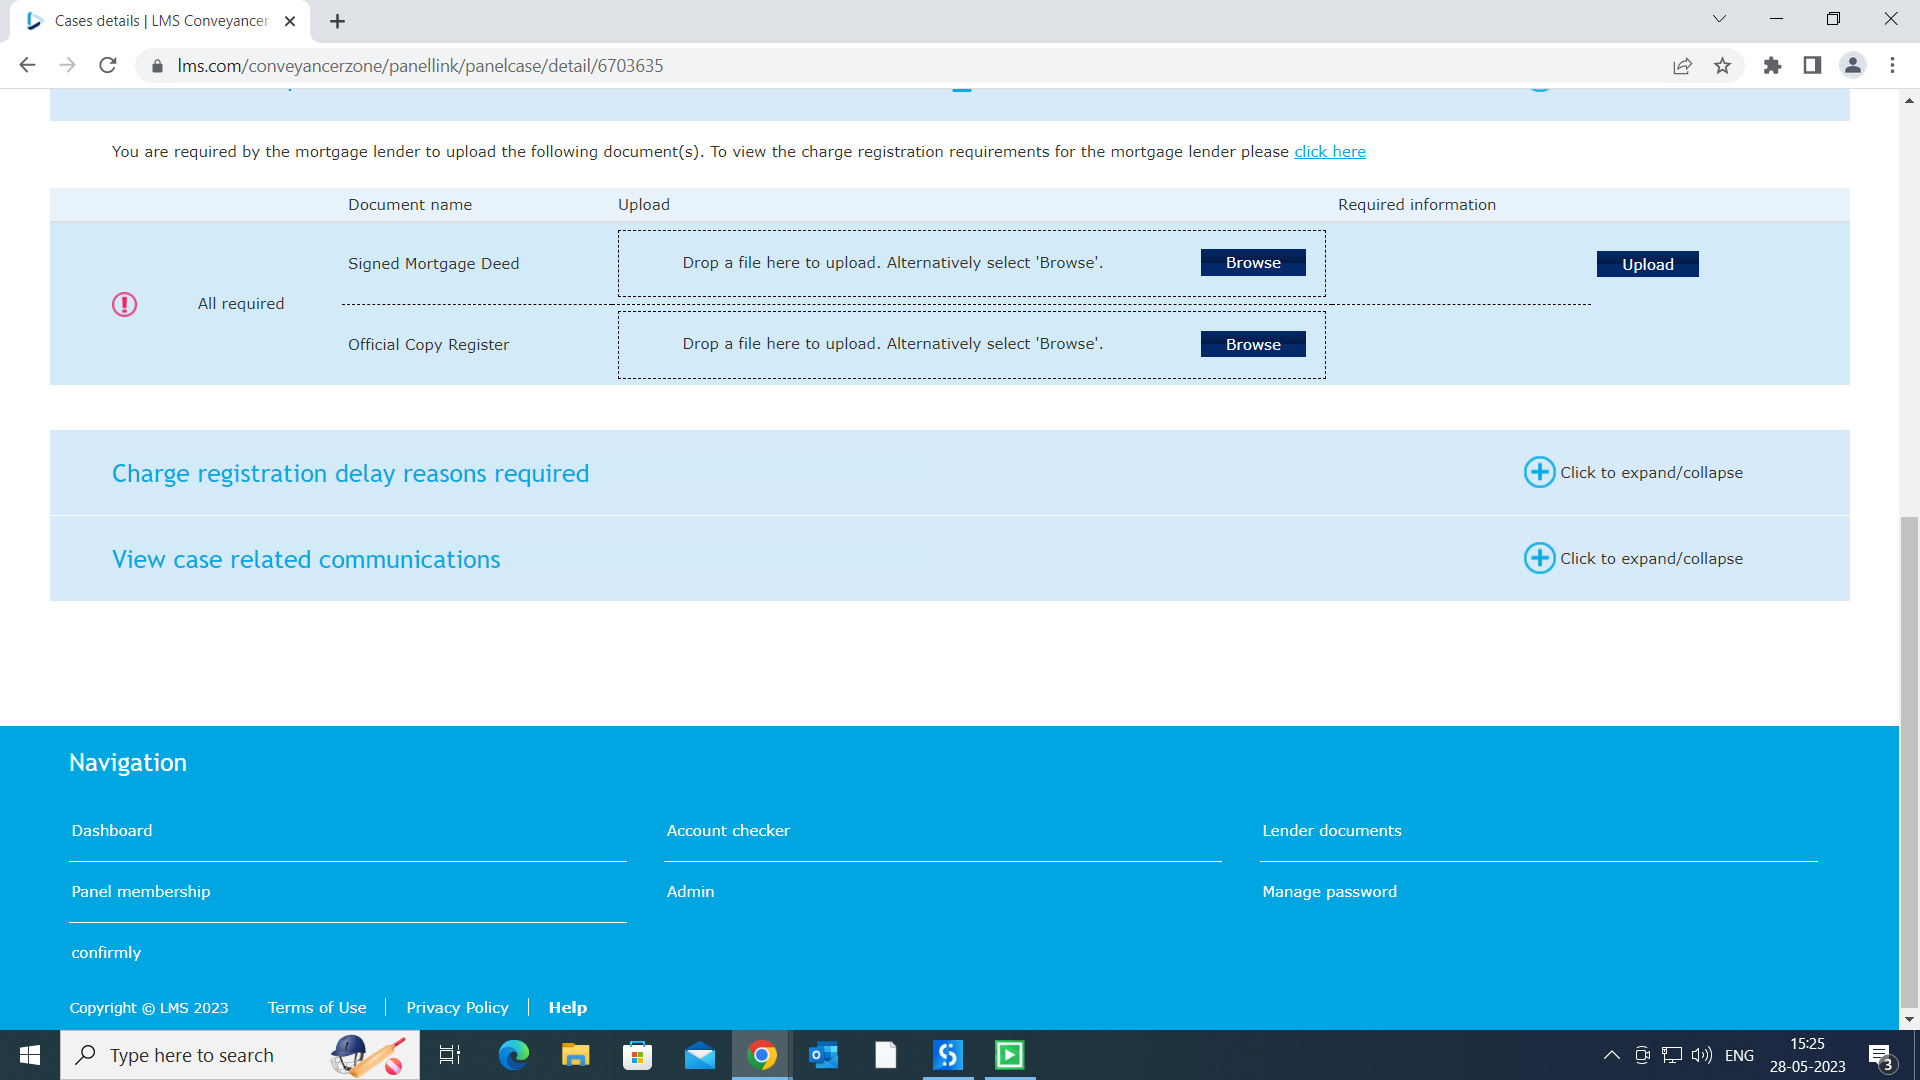 Cases details | LMS Conveyancer
lms.com/conveyancerzone/panellink/panelcase/detail/6703635
You are required by the mortgage lender to upload the following document(s). To view the charge registration requirements for the mortgage lender please click here
Document name Upload Required information
Signed Mortgage Deed Drop a file here to upload. Alternatively select 'Browse'. Browse Upload
All required
Official Copy Register Drop a file here to upload. Alternatively select 'Browse'. Browse
Charge registration delay reasons required Click to expand/collapse
View case related communications Click to expand/collapse
Navigation
Dashboard Account checker Lender documents
Panel membership Admin Manage password
confirmly
Copyright © LMS 2023 Terms of Use Privacy Policy Help
Type here to search
ENG
15:25
28-05-2023
3